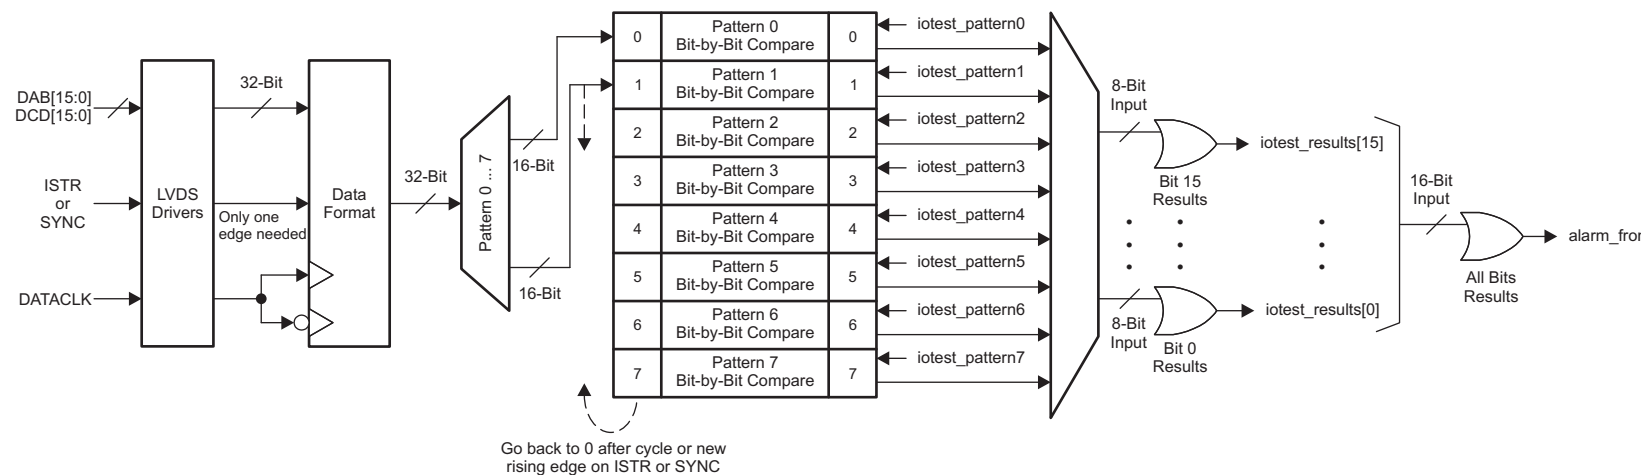 DAB[15:0]
DCD[15:0]
ISTR
or
SYNC
DATACLK
LVDS
Drivers
32-Bit
Only one
edge needed
Data
Format
32-Bit
Pattern 0 ... 7
16-Bit
16-Bit
0
Pattern 0
Bit-by-Bit Compare
0
iotest_pattern0
1
Pattern 1
Bit-by-Bit Compare
1
iotest_pattern1
2
Pattern 2
Bit-by-Bit Compare
2
iotest_pattern2
3
Pattern 3
Bit-by-Bit Compare
3
iotest_pattern3
4
Pattern 4
Bit-by-Bit Compare
4
iotest_pattern4
5
Pattern 5
Bit-by-Bit Compare
5
iotest_pattern5
6
Pattern 6
Bit-by-Bit Compare
6
iotest_pattern6
7
Pattern 7
Bit-by-Bit Compare
7
iotest_pattern7
Go back to 0 after cycle or new
rising edge on ISTR or SYNC
8-Bit
Input
Bit 15
Results
iotest_results[15]
8-Bit
Input
Bit 0
Results
iotest_results[0]
16-Bit
Input
All Bits
Results